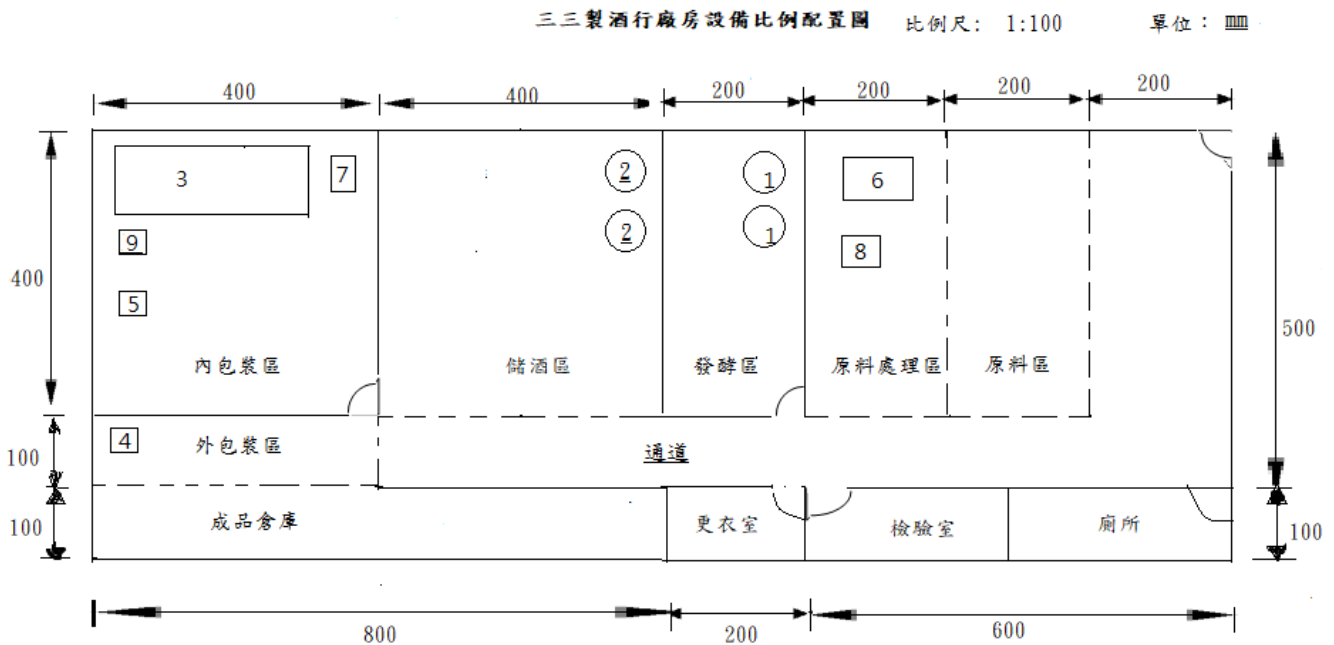 三三製酒行廠房設備比例配置圖 比例尺: 1:100 單位: mm
400 400 200 200 200 200
3 7 2 1 6
2 1
9 8
5
400 500
內包裝區 儲酒區 發酵區 原料處理區 原料區
4 外包裝區 通道
100
成品倉庫 更衣室 檢驗室 廁所
100 100
800 200 600